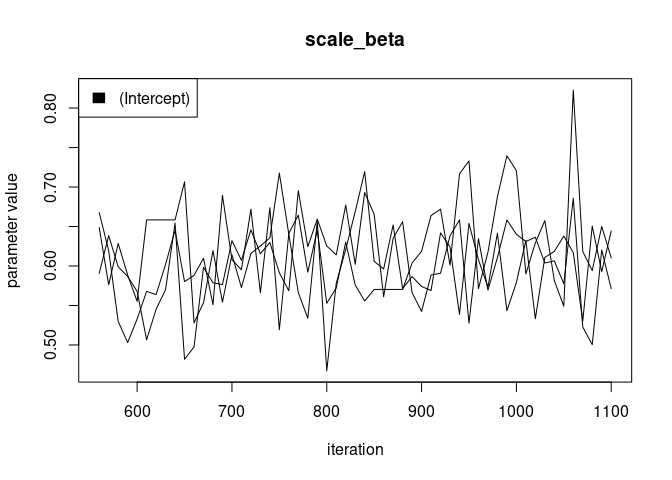 scale_beta
(Intercept)
parameter value
0.80
0.70
0.60
0.50
600 700 800 900 1000 1100
iteration